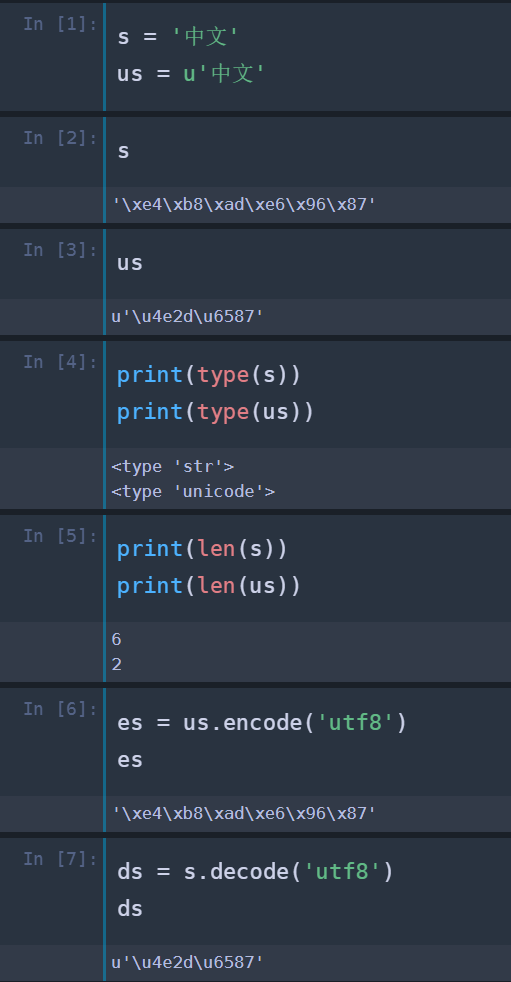 In [1]:
s = '中文'
us = u'中文'
In [2]:
s
'\xe4\xb8\xad\xe6\x96\x87'
In [3]:
us
u'\u4e2d\u6587'
In [4]:
print(type(s))
print(type(us))
<type 'str'>
<type 'unicode'>
In [5]:
print(len(s))
print(len(us))
6
2
In [6]:
es = us.encode('utf8')
es
'\xe4\xb8\xad\xe6\x96\x87'
In [7]:
ds = s.decode('utf8')
ds
u'\u4e2d\u6587'